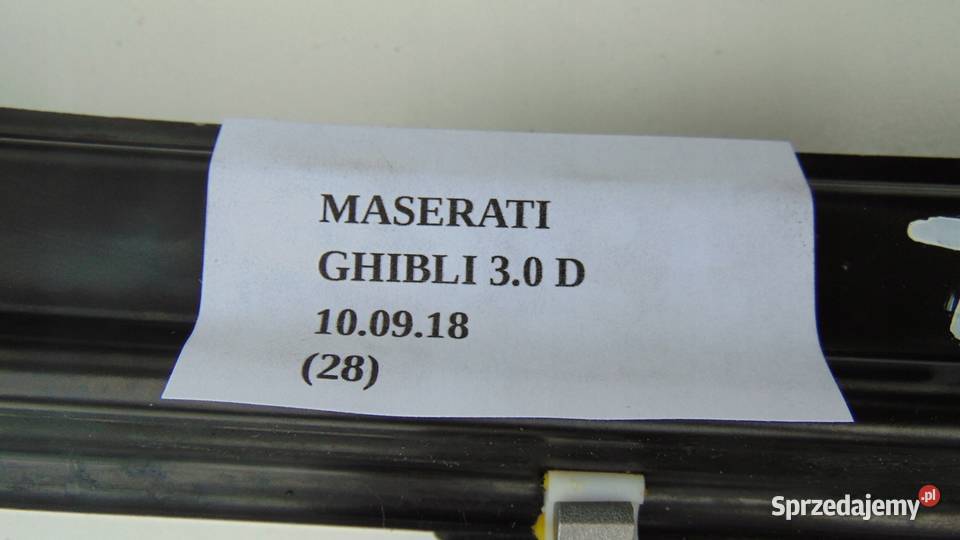 MASERATI
GHIBLI 3.0 D
10.09.18
(28)
Sprzedajemy.pl